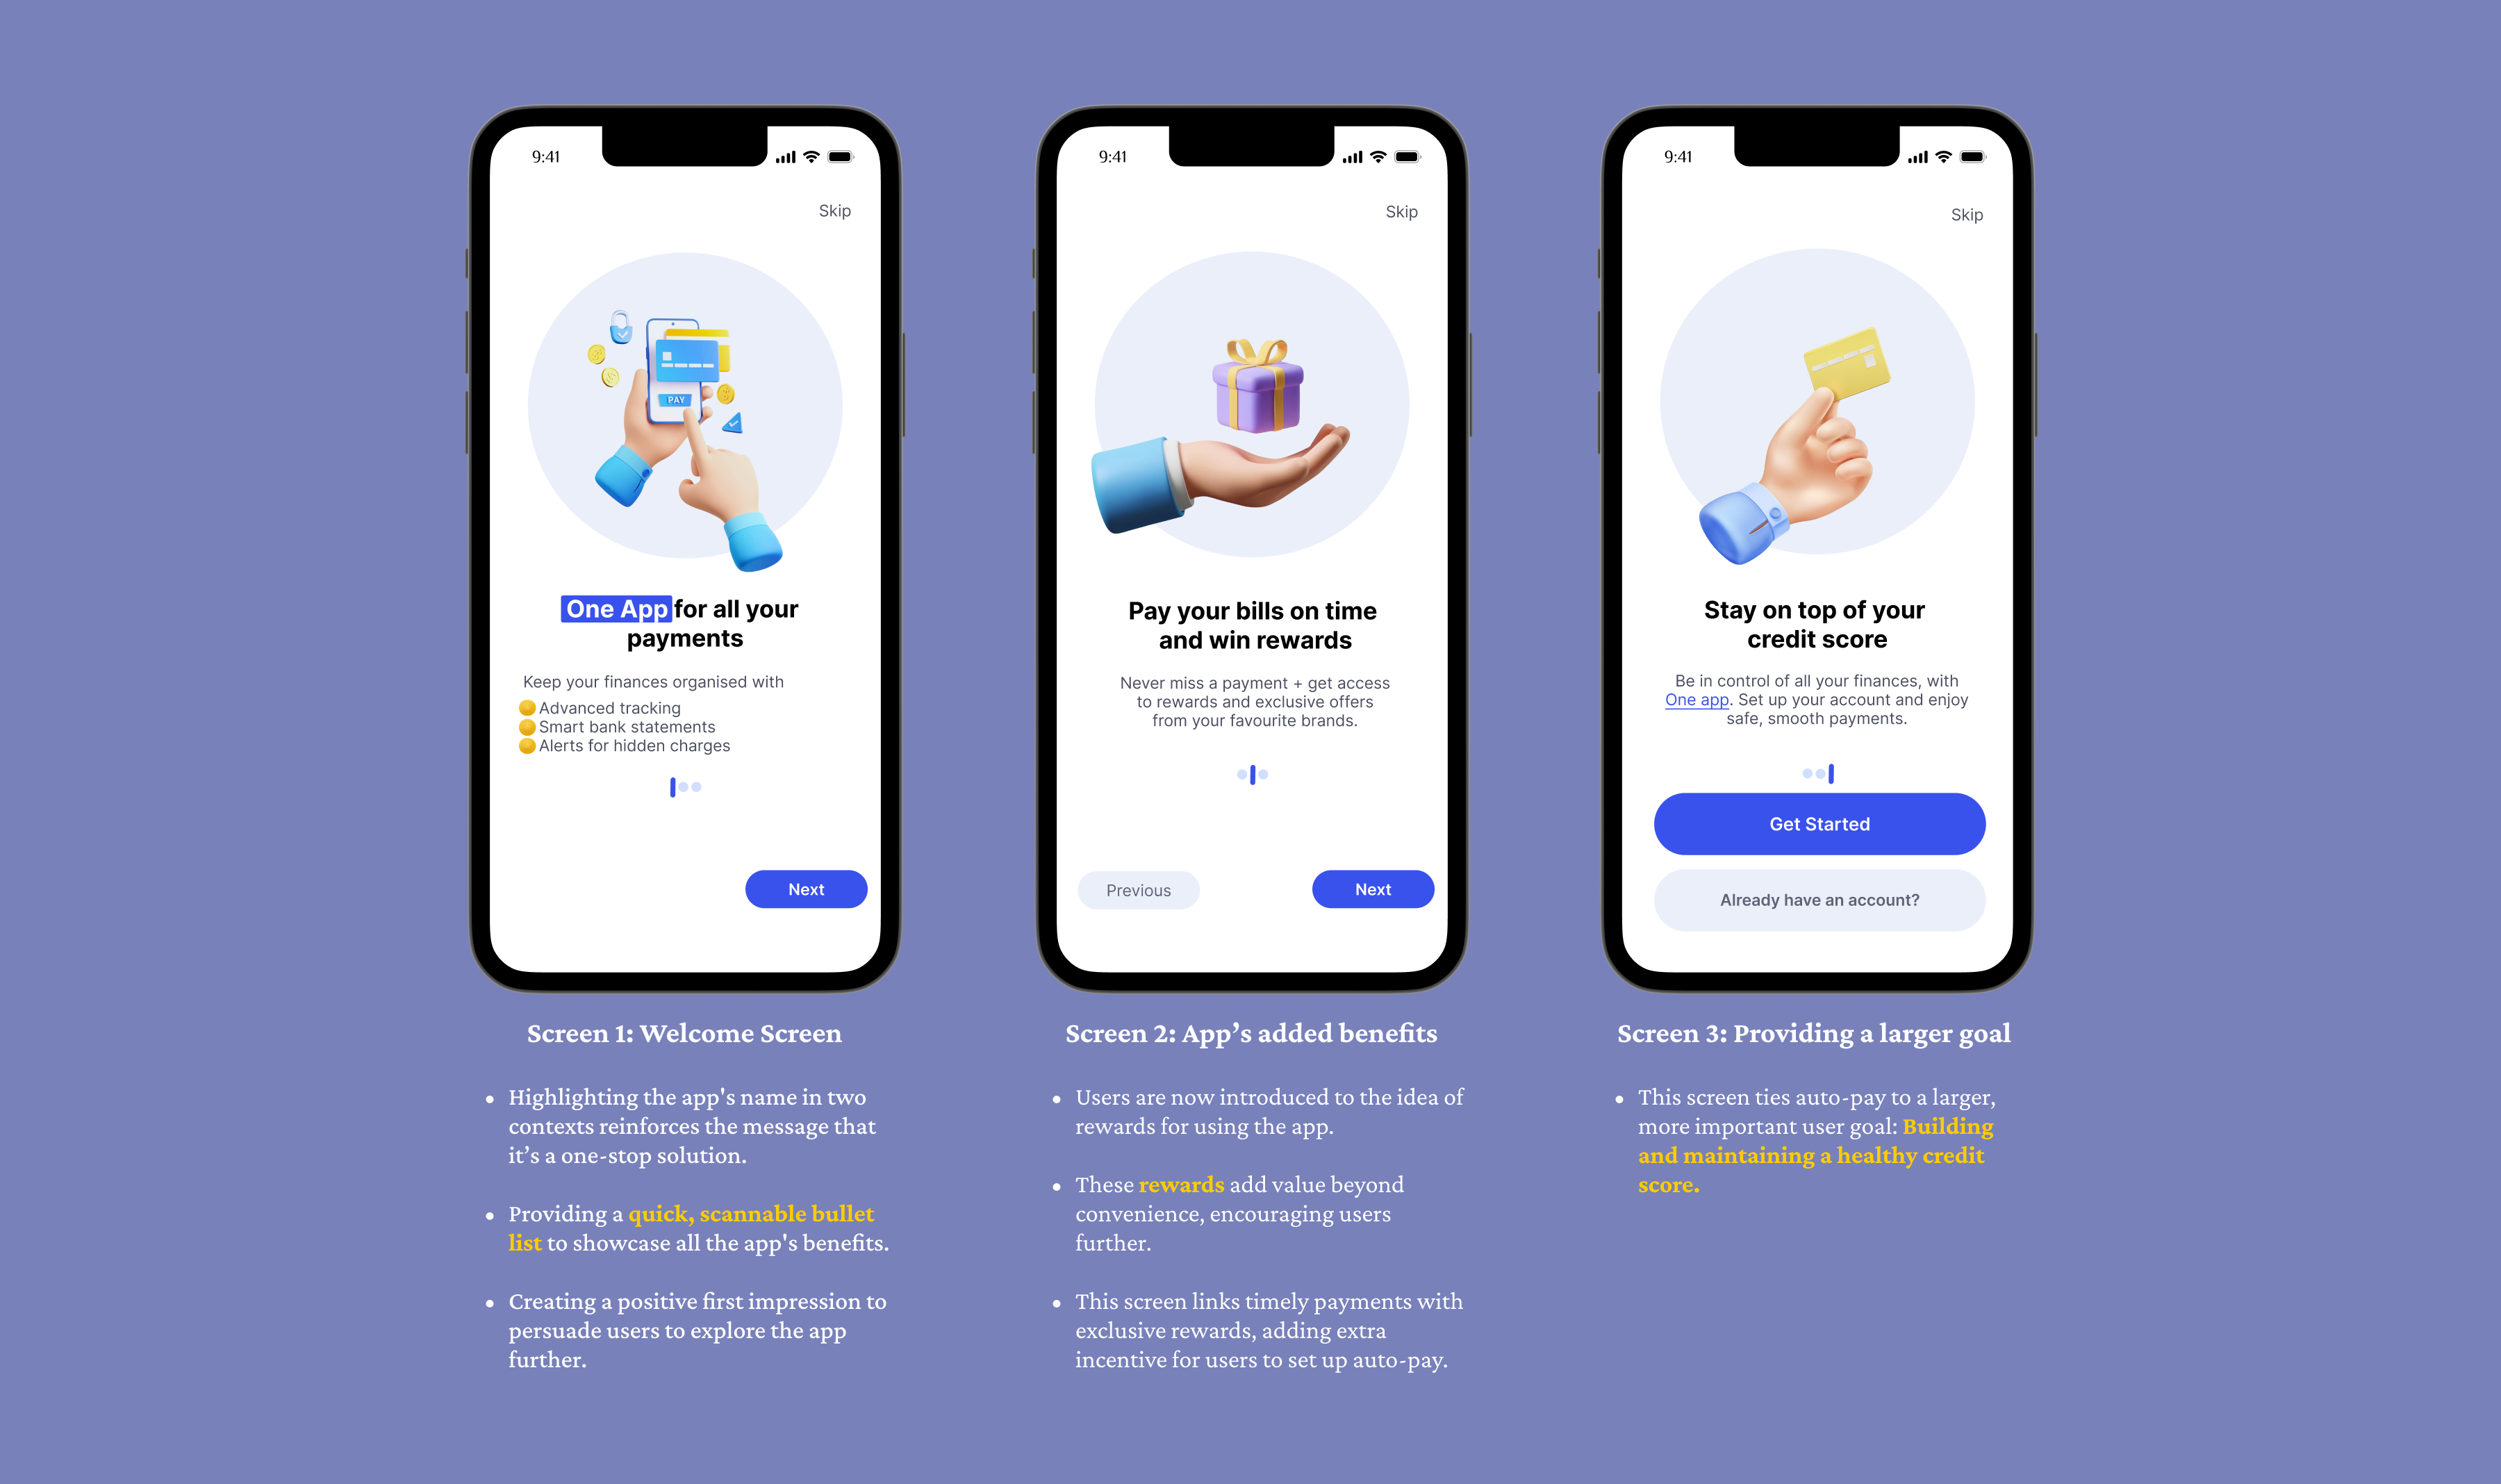 9:41
Skip
PAY
One App for all your
payments
Keep your finances organised with
Advanced tracking
Smart bank statements
Alerts for hidden charges
Next
Screen 1: Welcome Screen
• Highlighting the app's name in two
contexts reinforces the message that
it’s a one-stop solution.
• Providing a quick, scannable bullet
list to showcase all the app's benefits.
• Creating a positive first impression to
persuade users to explore the app
further.
9:41
Skip
Pay your bills on time
and win rewards
Never miss a payment + get access
to rewards and exclusive offers
from your favourite brands.
Previous
Next
Screen 2: App’s added benefits
• Users are now introduced to the idea of
rewards for using the app.
• These rewards add value beyond
convenience, encouraging users
further.
• This screen links timely payments with
exclusive rewards, adding extra
incentive for users to set up auto-pay.
9:41
Skip
Stay on top of your
credit score
Be in control of all your finances, with
One app. Set up your account and enjoy
safe, smooth payments.
Get Started
Already have an account?
Screen 3: Providing a larger goal
• This screen ties auto-pay to a larger,
more important user goal: Building
and maintaining a healthy credit
score.